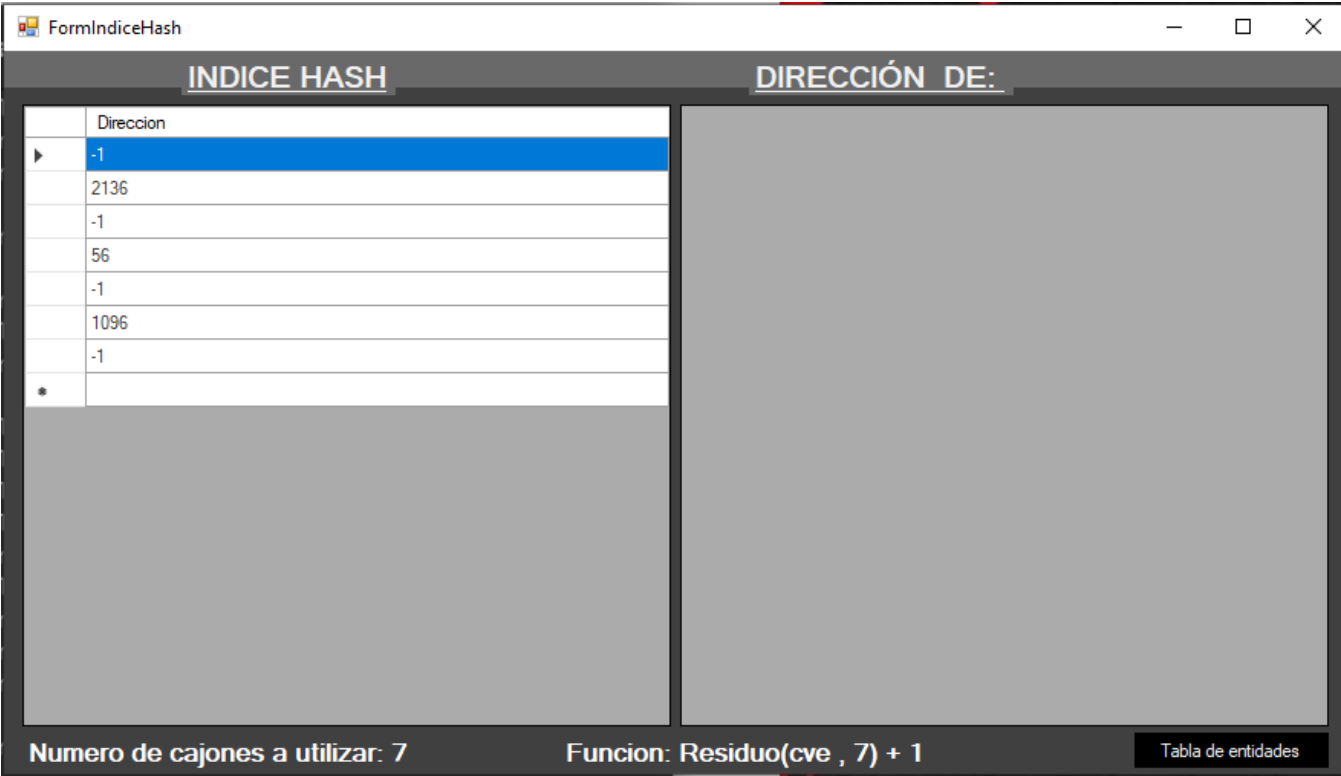 FormIndiceHash
INDICE HASH
DIRECCIÓN DE:
Direccion
-1
2136
-1
56
-1
1096
-1
Numero de cajones a utilizar: 7
Funcion: Residuo(cve , 7) + 1
Tabla de entidades